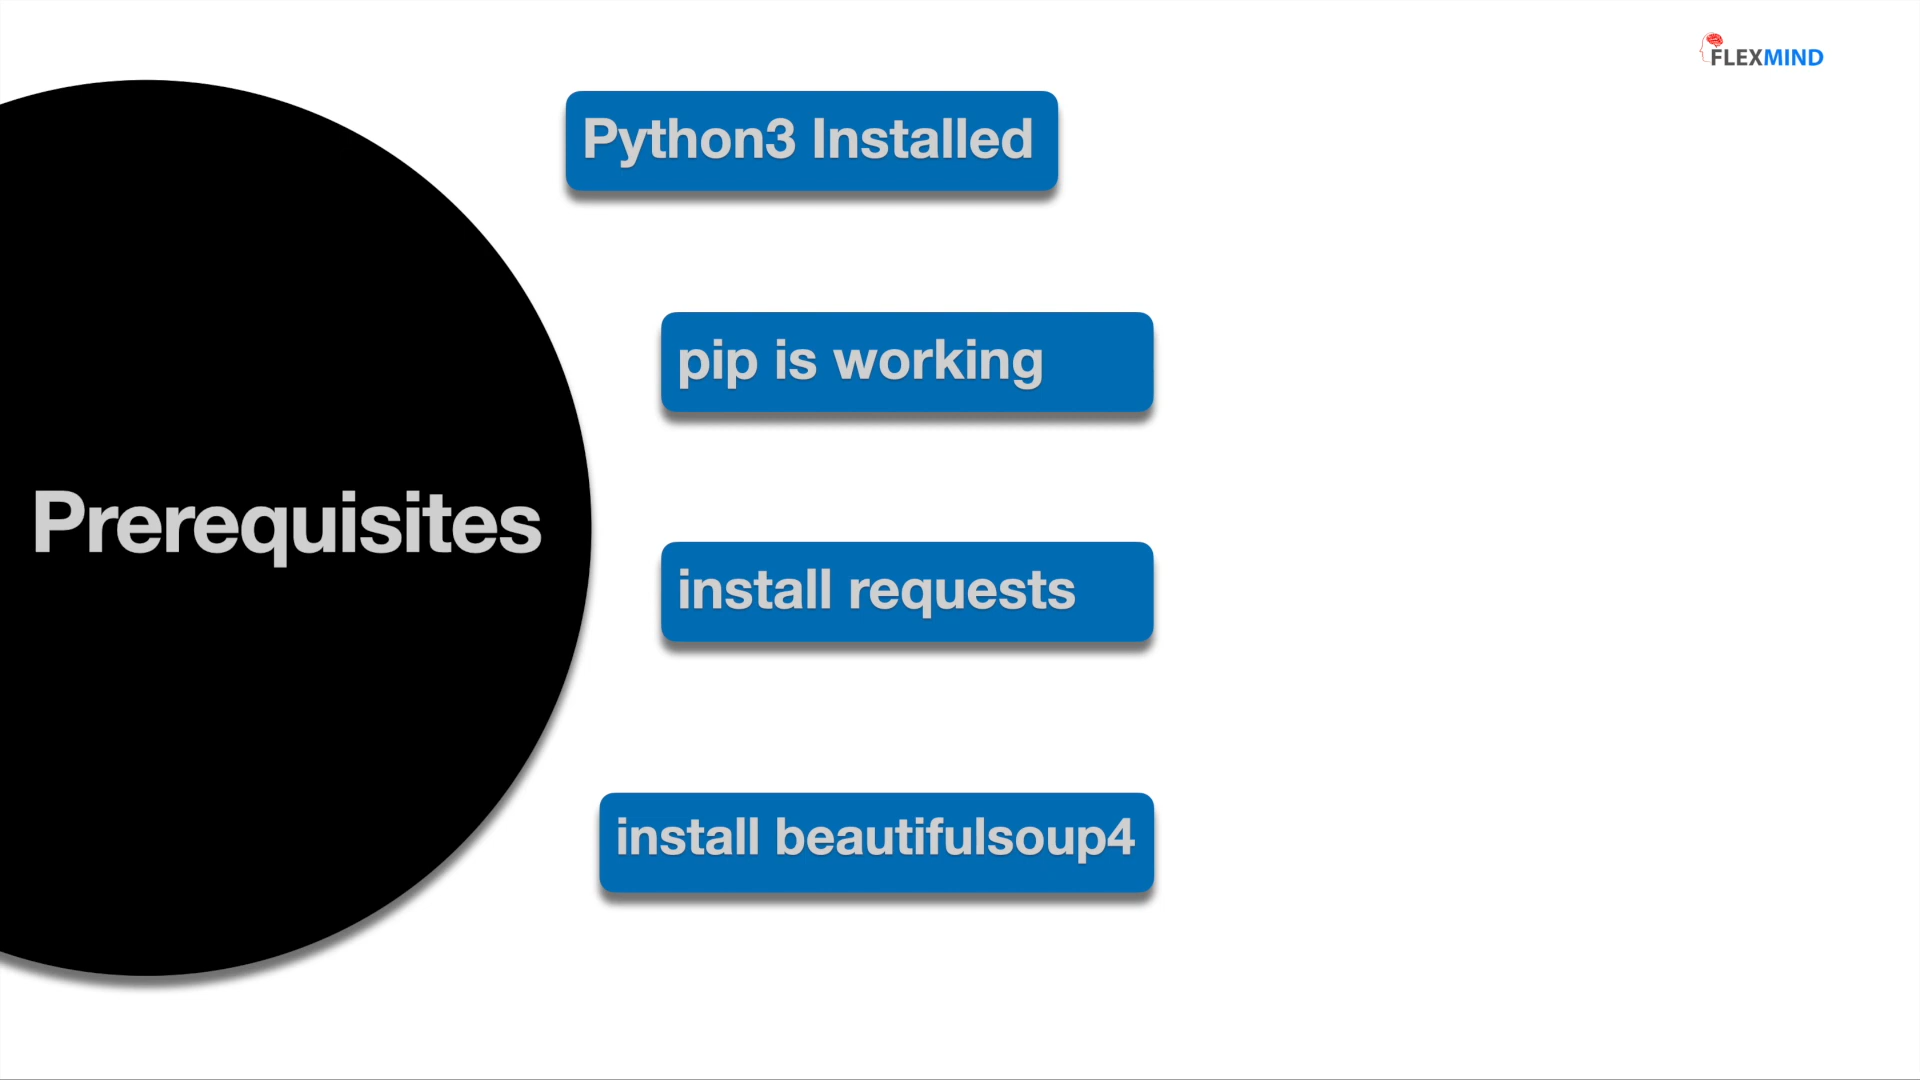 FLEXMIND
Python3 Installed
pip is working
Prerequisites
install requests
install beautifulsoup4